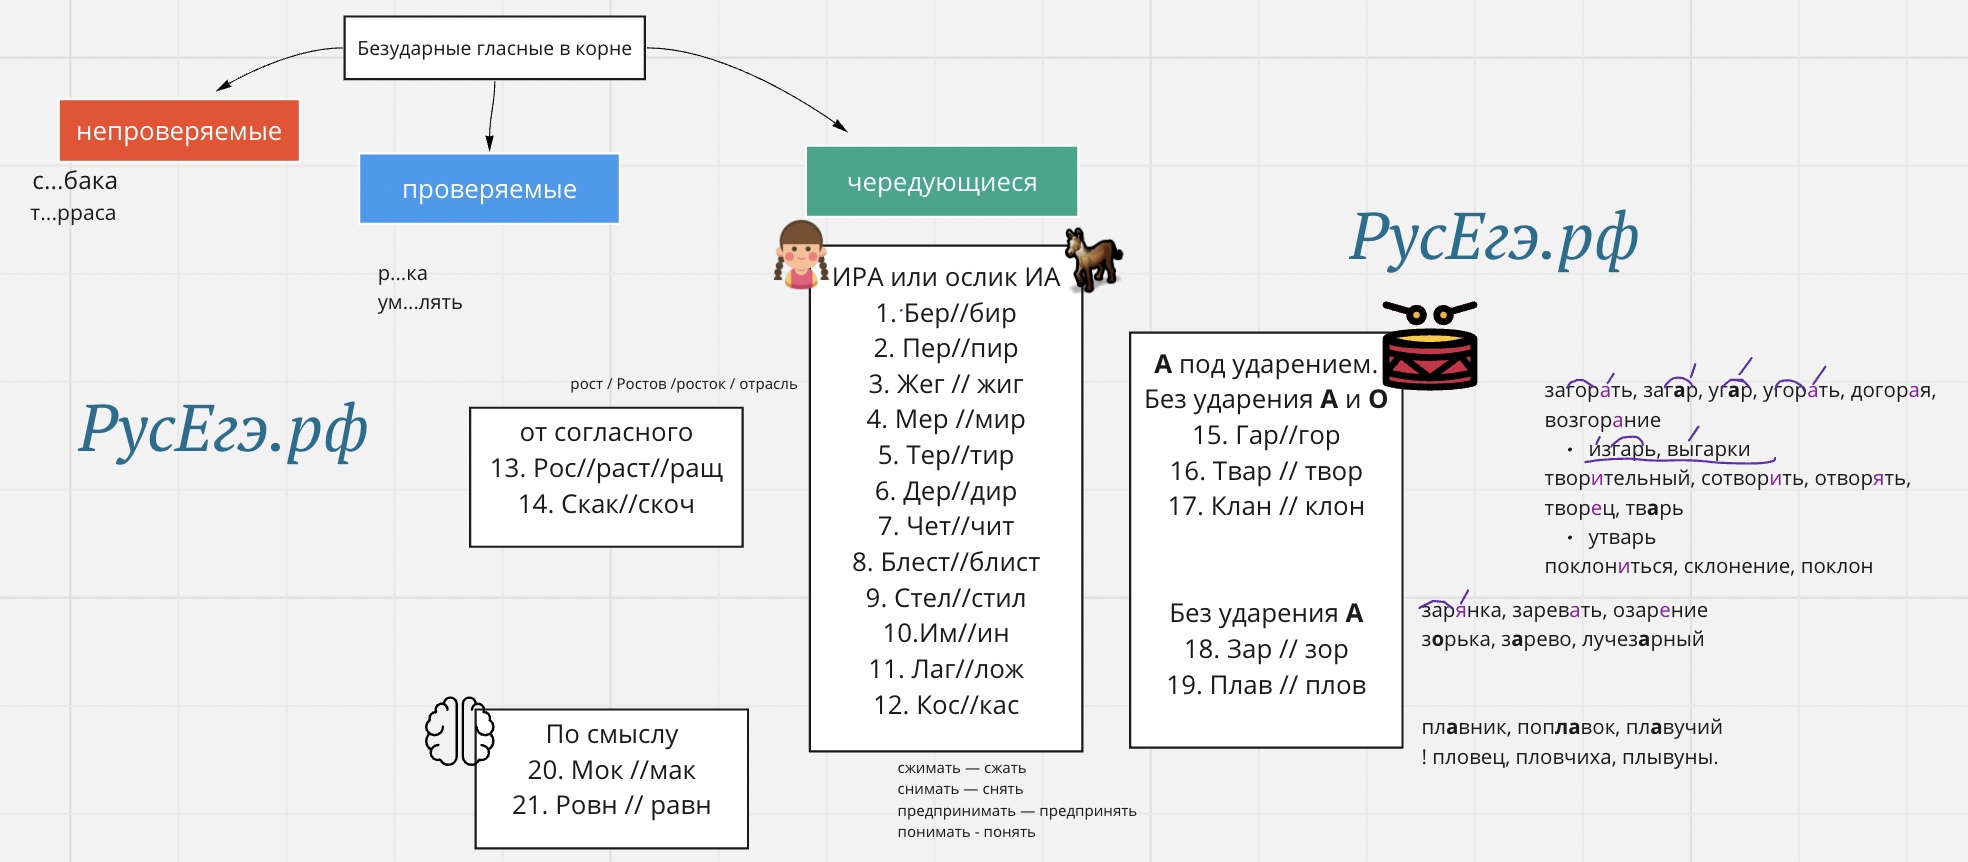 Безударные гласные в корне
непроверяемые
с...бака
т...рраса
проверяемые
р...ка
ум...лять
чередующиеся
ИРА или ослик ИА
1. Бер//бир
2. Пер//пир
3. Жег // жиг
4. Мер //мир
5. Тер//тир
6. Дер//дир
7. Чет//чит
8. Блест//блист
9. Стел//стил
10.Им//ин
11. Лаг//лож
12. Кос//кас
сжимать — сжать
снимать — снять
предпринимать — предпринять
понимать - понять
РусЕгэ.рф
рост / Ростов /росток / отрасль
от согласного
13. Рос//раст//ращ
14. Скак//скоч
По смыслу
20. Мок //мак
21. Ровн // равн
А под ударением.
Без ударения А и О
15. Гар//гор
16. Твар // твор
17. Клан // клон
Без ударения А
18. Зар // зор
19. Плав // плов
РусЕгэ.рф
загорать, загар, угар, угорать, догорая,
возгорание
• изгарь, выгарки
творительный, сотворить, отворять,
творец, тварь
• утварь
поклониться, склонение, поклон
зарянка, заревать, озарение
зорька, зарево, лучезарный
плавник, поплавок, плавучий
! пловец, пловчиха, плывуны.